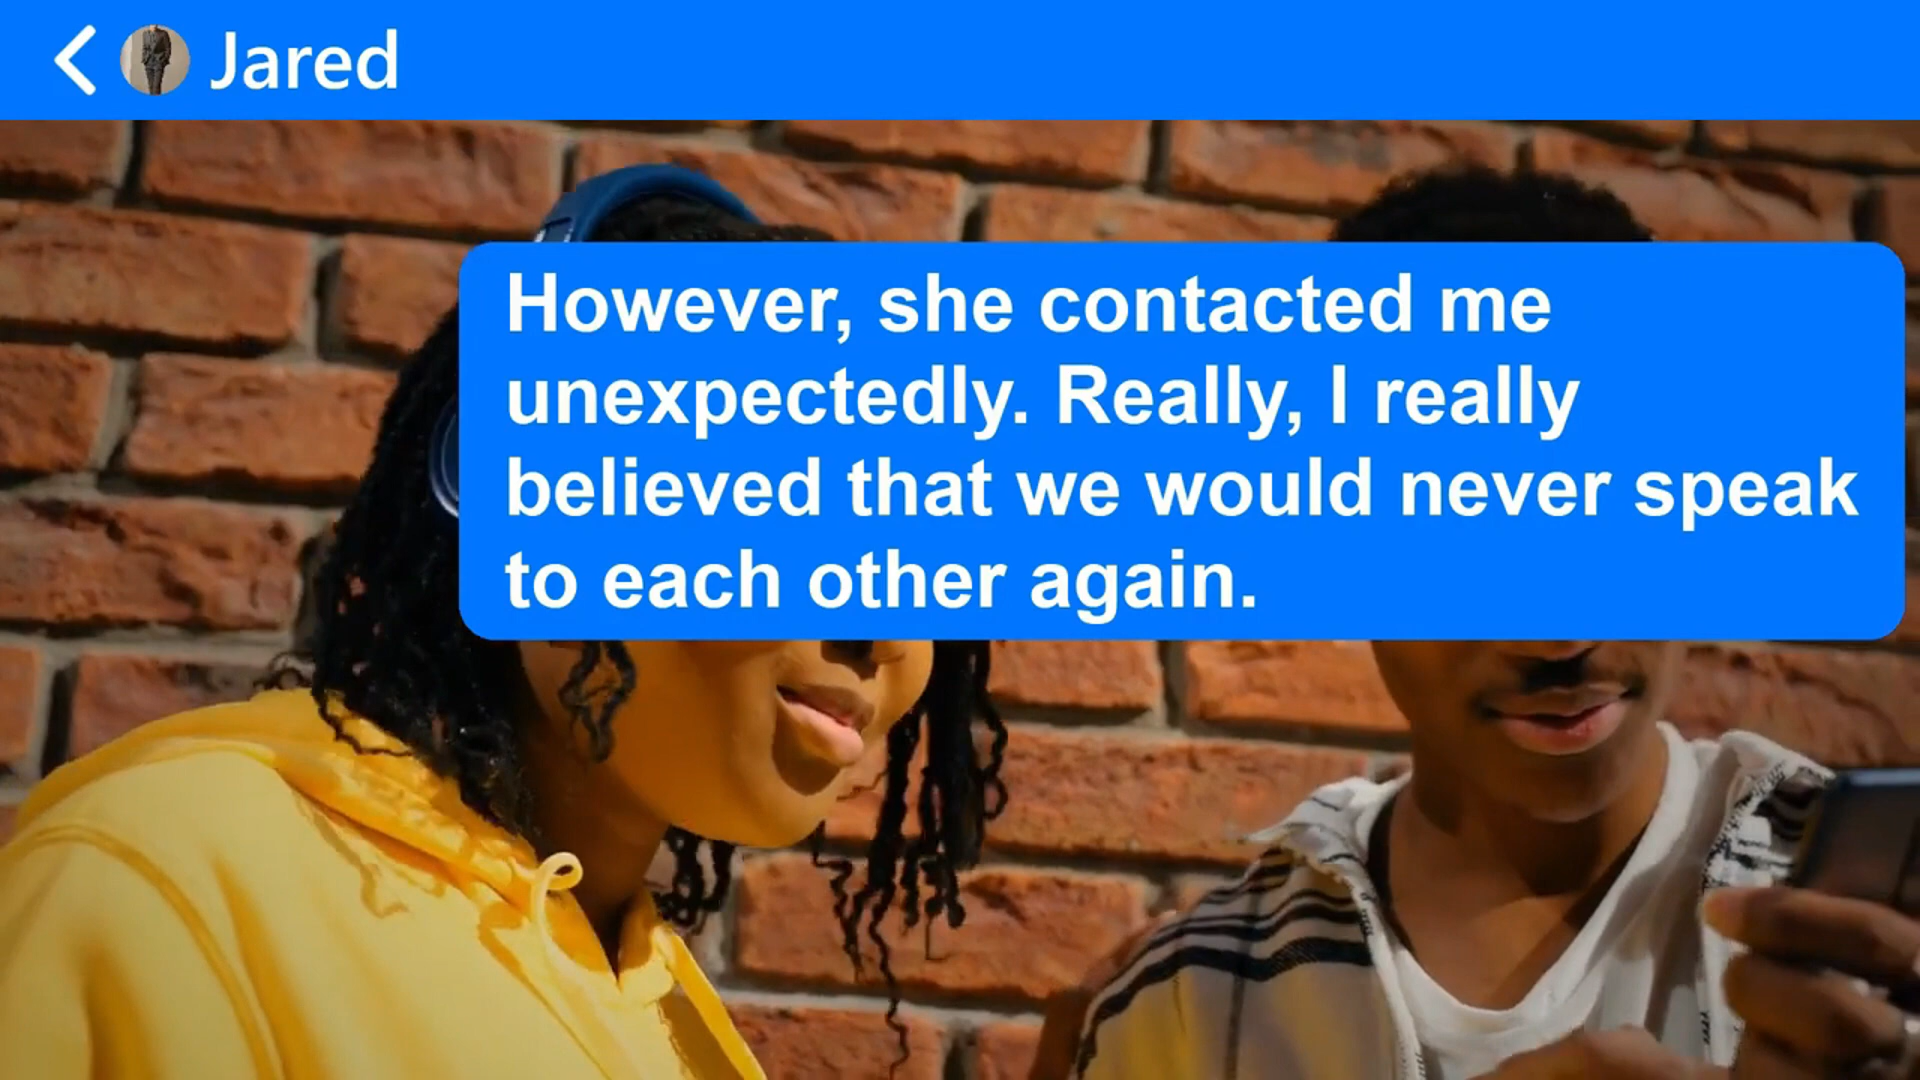 Jared
However, she contacted me
unexpectedly. Really, I really
believed that we would never speak
to each other again.